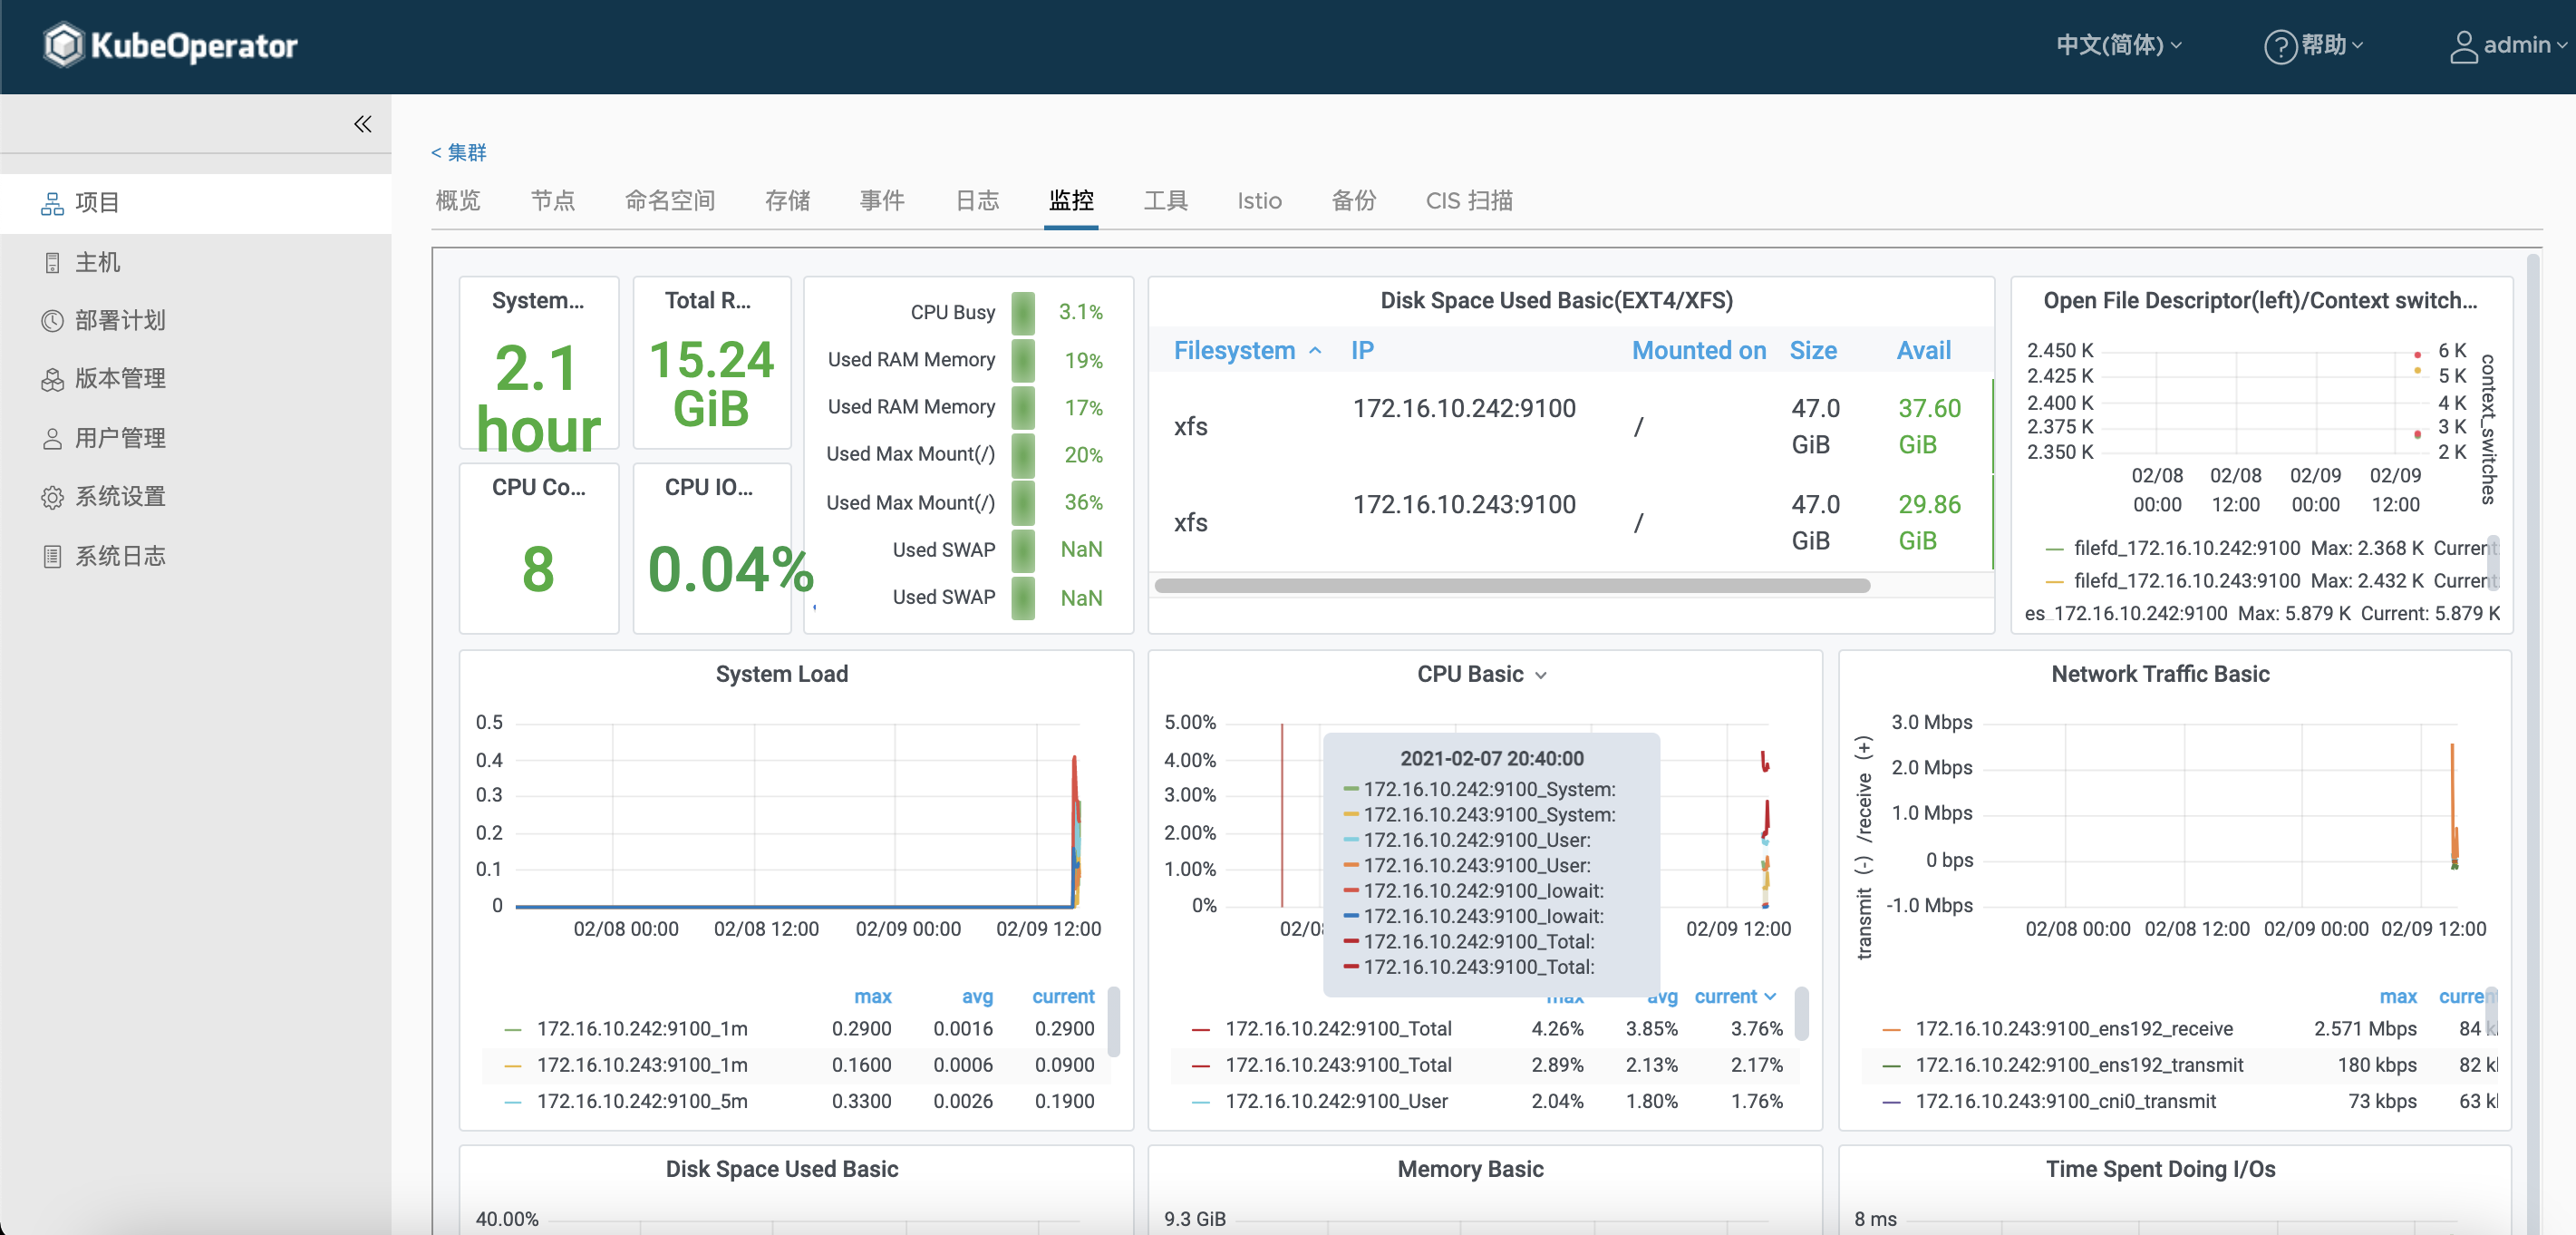 KubeOperator
中文(简体)
帮助
admin
项目
主机
部署计划
版本管理
用户管理
系统设置
系统日志
< 集群
概览 节点 命名空间 存储 事件 日志 监控 工具 Istio 备份 CIS 扫描
System...
2.1
hour
Total R...
15.24
GiB
CPU Co...
8
CPU IO...
0.04%
CPU Busy 3.1%
Used RAM Memory 19%
Used RAM Memory 17%
Used Max Mount(/) 20%
Used Max Mount(/) 36%
Used SWAP NaN
Used SWAP NaN
Disk Space Used Basic(EXT4/XFS)
Filesystem IP Mounted on Size Avail
xfs 172.16.10.242:9100 / 47.0 GiB 37.60 GiB
xfs 172.16.10.243:9100 / 47.0 GiB 29.86 GiB
Open File Descriptor(left)/Context switch...
2.450 K 6 K
2.425 K 5 K
2.400 K 4 K
2.375 K 3 K
2.350 K 2 K
context_switches
02/08 02/08 02/09 02/09
00:00 12:00 00:00 12:00
filefd_172.16.10.242:9100 Max: 2.368 K Current
filefd_172.16.10.243:9100 Max: 2.432 K Current
es_172.16.10.242:9100 Max: 5.879 K Current: 5.879 K
System Load
0.5
0.4
0.3
0.2
0.1
0
02/08 00:00 02/08 12:00 02/09 00:00 02/09 12:00
max avg current
172.16.10.242:9100_1m 0.2900 0.0016 0.2900
172.16.10.243:9100_1m 0.1600 0.0006 0.0900
172.16.10.242:9100_5m 0.3300 0.0026 0.1900
CPU Basic
5.00%
4.00%
3.00%
2.00%
1.00%
0%
2021-02-07 20:40:00
172.16.10.242:9100_System:
172.16.10.243:9100_System:
172.16.10.242:9100_User:
172.16.10.243:9100_User:
172.16.10.242:9100_Iowait:
172.16.10.243:9100_Iowait:
172.16.10.242:9100_Total:
172.16.10.243:9100_Total:
02/08 02/09 12:00
max avg current
172.16.10.242:9100_Total 4.26% 3.85% 3.76%
172.16.10.243:9100_Total 2.89% 2.13% 2.17%
172.16.10.242:9100_User 2.04% 1.80% 1.76%
Network Traffic Basic
transmit (-) /receive (+)
3.0 Mbps
2.0 Mbps
1.0 Mbps
0 bps
-1.0 Mbps
02/08 00:00 02/08 12:00 02/09 00:00 02/09 12:00
max current
172.16.10.243:9100_ens192_receive 2.571 Mbps 84 k
172.16.10.242:9100_ens192_transmit 180 kbps 82 k
172.16.10.243:9100_cni0_transmit 73 kbps 63 k
Disk Space Used Basic
40.00%
Memory Basic
9.3 GiB
Time Spent Doing I/Os
8 ms